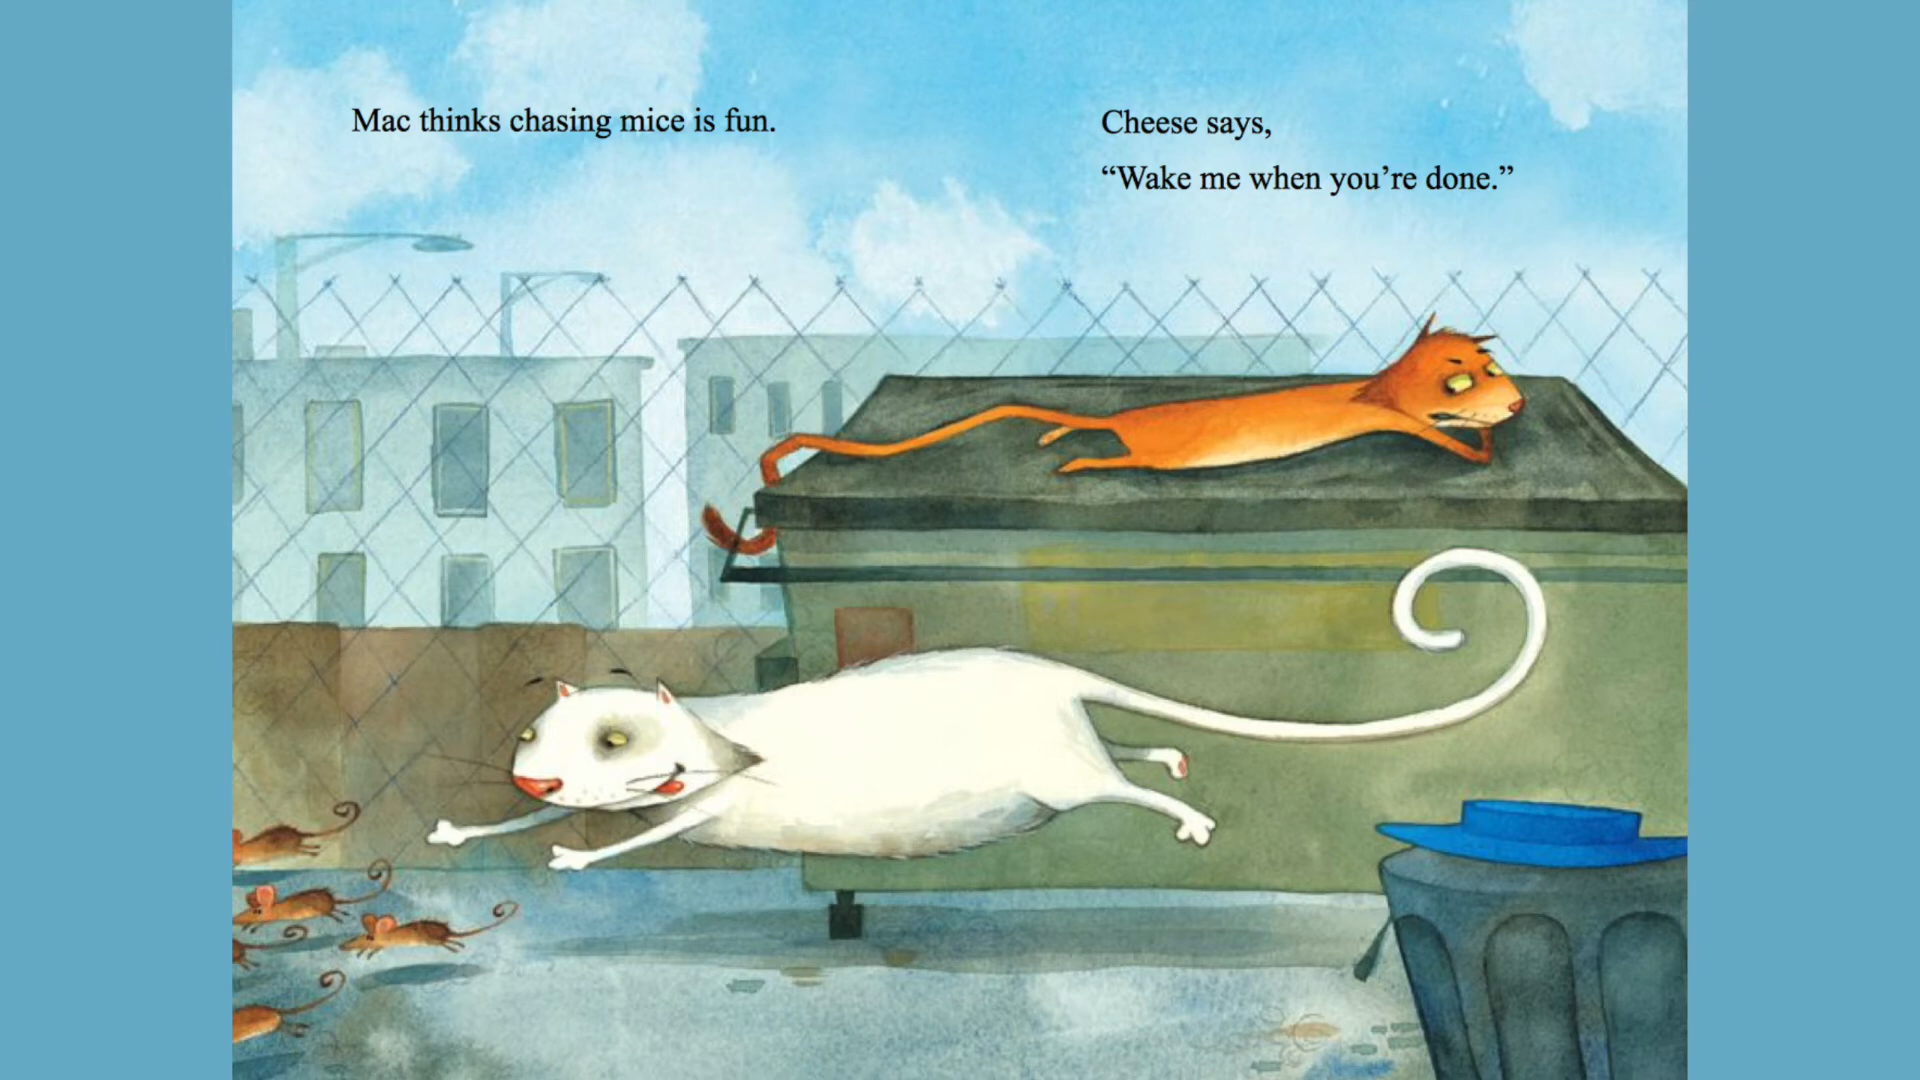 Mac thinks chasing mice is fun.
Cheese says,
“Wake me when you’re done.”